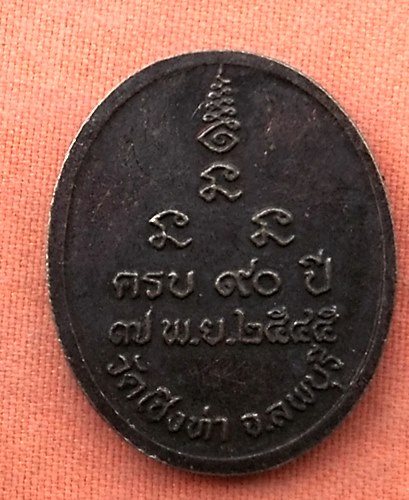 ครบ ๙๐ ปี
๑๗ พ.ย.๒๕๔๕
วัดเชิงท่า จ.ลพบุรี